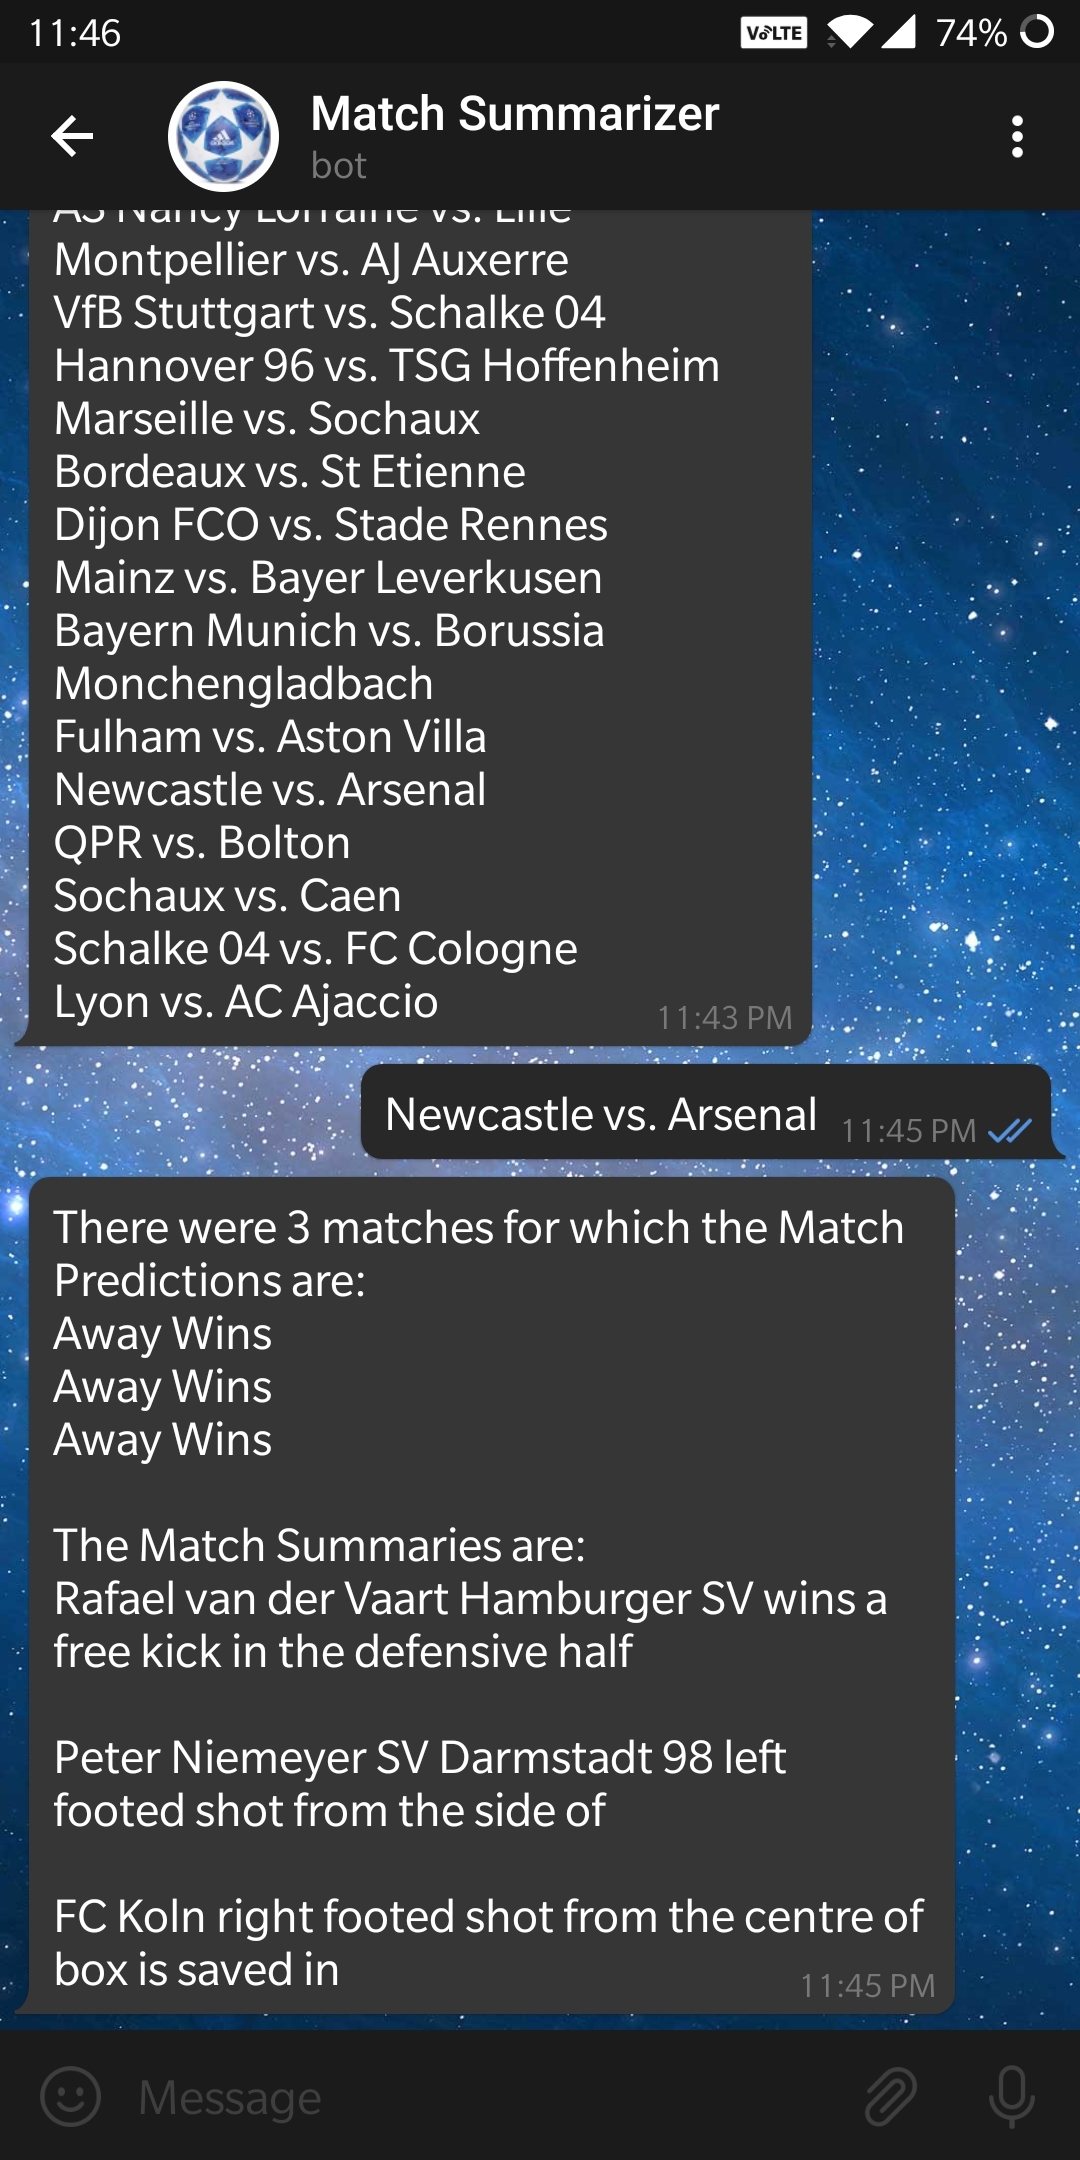 11:46
VoLTE
74%
Match Summarizer
bot
AS Nancy Lorraine vs. Lille
Montpellier vs. AJ Auxerre
VfB Stuttgart vs. Schalke 04
Hannover 96 vs. TSG Hoffenheim
Marseille vs. Sochaux
Bordeaux vs. St Etienne
Dijon FCO vs. Stade Rennes
Mainz vs. Bayer Leverkusen
Bayern Munich vs. Borussia
Monchengladbach
Fulham vs. Aston Villa
Newcastle vs. Arsenal
QPR vs. Bolton
Sochaux vs. Caen
Schalke 04 vs. FC Cologne
Lyon vs. AC Ajaccio
11:43 PM
Newcastle vs. Arsenal
11:45 PM
There were 3 matches for which the Match
Predictions are:
Away Wins
Away Wins
Away Wins
The Match Summaries are:
Rafael van der Vaart Hamburger SV wins a
free kick in the defensive half
Peter Niemeyer SV Darmstadt 98 left
footed shot from the side of
FC Koln right footed shot from the centre of
box is saved in
11:45 PM
Message